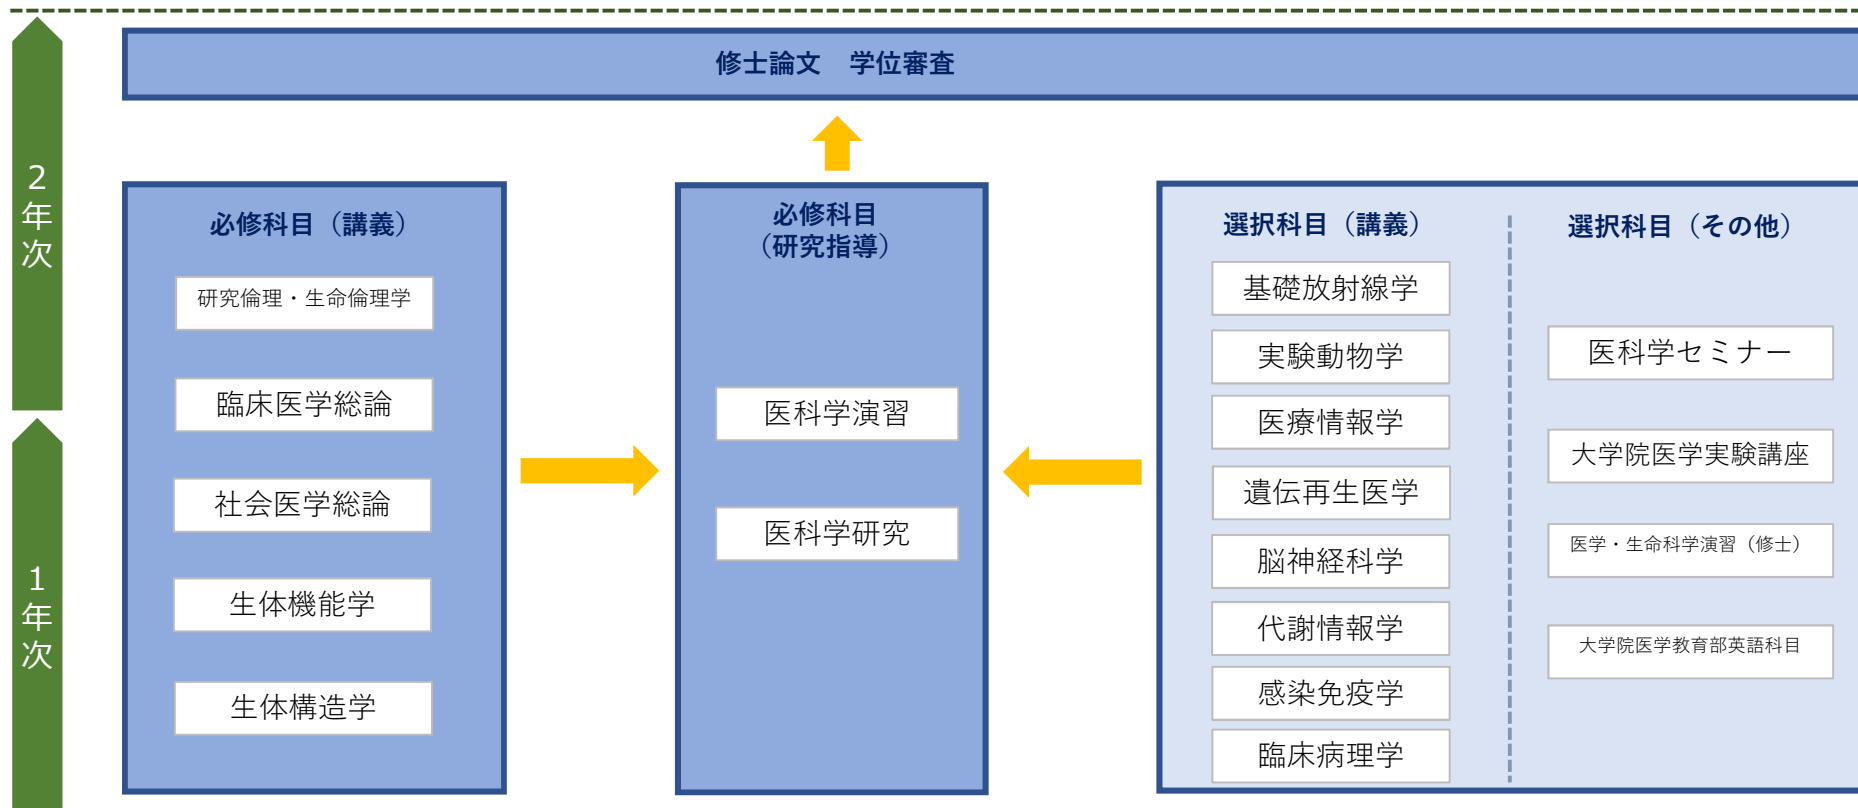 修士論文　学位審査
2
年
次
1
年
次
必修科目（講義）
研究倫理・生命倫理学
臨床医学総論
社会医学総論
生体機能学
生体構造学
必修科目
（研究指導）
医科学演習
医科学研究
選択科目（講義）
基礎放射線学
実験動物学
医療情報学
遺伝再生医学
脳神経科学
代謝情報学
感染免疫学
臨床病理学
選択科目（その他）
医科学セミナー
大学院医学実験講座
医学・生命科学演習（修士）
大学院医学教育部英語科目